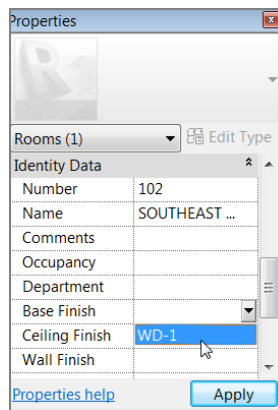 Properties
Rooms (1) Edit Type
Identity Data
Number 102
Name SOUTHEAST ...
Comments
Occupancy
Department
Base Finish
Ceiling Finish WD-1
Wall Finish
Properties help Apply